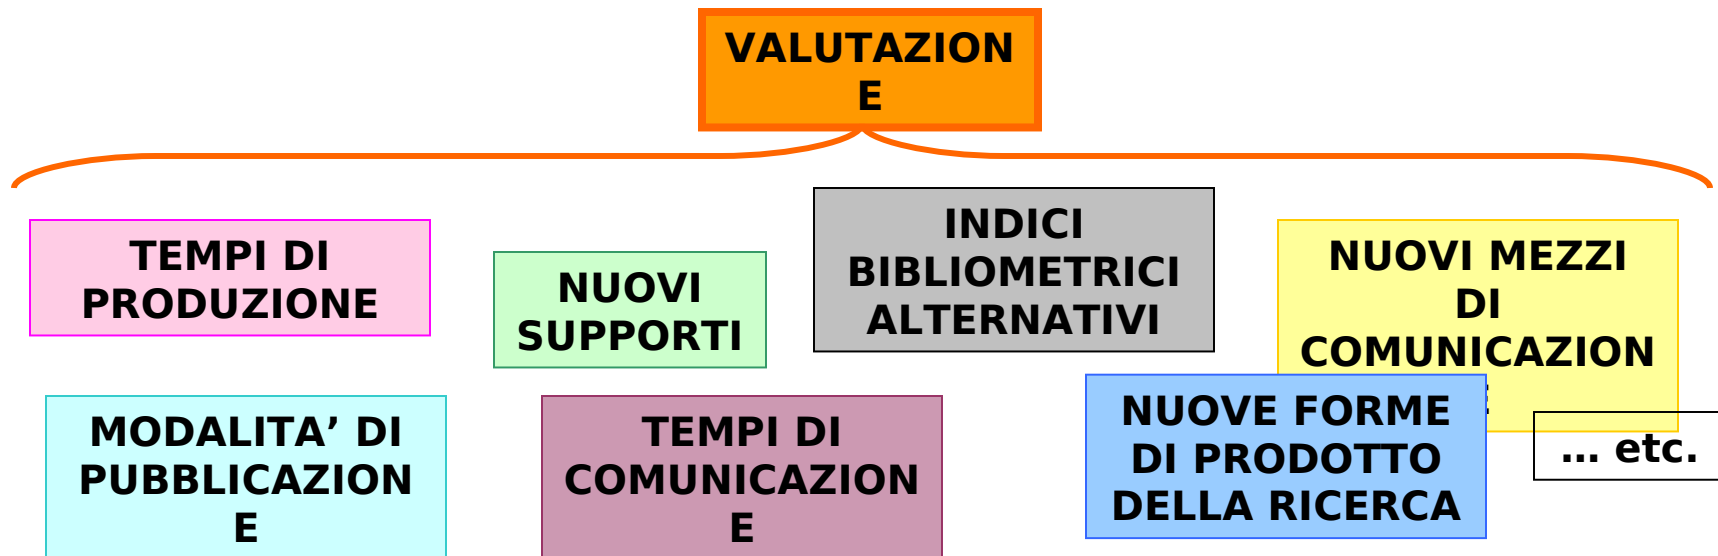 VALUTAZION
E
TEMPI DI
PRODUZIONE
NUOVI
SUPPORTI
INDICI
BIBLIOMETRICI
ALTERNATIVI
NUOVI MEZZI
DI
COMUNICAZION
MODALITA’ DI
PUBBLICAZION
E
TEMPI DI
COMUNICAZION
E
NUOVE FORME
DI PRODOTTO
DELLA RICERCA
... etc.